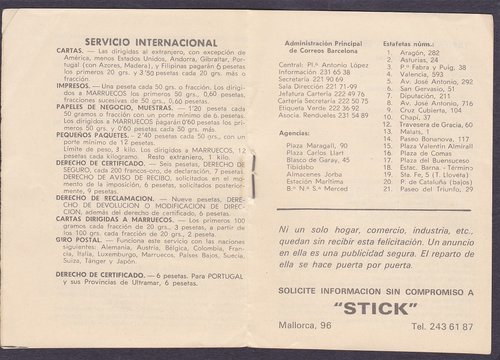 SERVICIO INTERNACIONAL
CARTAS. — Las dirigidas al extranjero, con excepción de
América, menos Estados Unidos, Andorra, Gibraltar, Por-
tugal (con Azores, Madera), y Filipinas pagarán 6 pesetas
los primeros 20 grs. y 3'50 pesetas cada 20 grs. más o
fracción.
IMPRESOS. — Una peseta cada 50 grs. o fracción. Los dirigi-
dos a MARRUECOS los primeros 50 grs., 0,60 pesetas,
fracciones sucesivas de 50 grs., 0,60 pesetas.
PAPELES DE NEGOCIO, MUESTRAS. — 1'20 peseta cada
50 gramos o fracción con un porte mínimo de 6 pesetas.
Los dirigidos a MARRUECOS pagarán 0'60 pesetas los pri-
meros 50 grs. y 0'60 pesetas cada 50 grs. más.
PEQUEÑOS PAQUETES. — 2'40 pesetas cada 50 grs., con un
porte mínimo de 12 pesetas.
Límite de peso, 3 kilo. Los dirigidos a MARRUECOS, 12
pesetas cada kilogramo. Resto extranjero, 1 kilo.
DERECHO DE CERTIFICADO. — Seis pesetas, DERECHO DE
SEGURO, cada 200 francos-oro, de declaración, 7 pesetas.
DERECHO DE AVISO DE RECIBO, solicitados en el mo-
mento de la imposición, 6 pesetas, solicitados posterior-
mente, 9 pesetas.
DERECHO DE RECLAMACION. — Nueve pesetas, DERE-
CHO DE DEVOLUCION O MODIFICACION DE DIREC-
CION, además del derecho de certificado, 6 pesetas.
CARTAS DIRIGIDAS A MARRUECOS. — Los primeros 100
gramos cada fracción de 20 grs., 3 pesetas, a partir de
los 100 grs. cada fracción de 20 grs., 2 pesetas.
GIRO POSTAL. — Funciona este servicio con las naciones
siguientes: Alemania, Austria, Bélgica, Colombia, Fran-
cia, Italia, Luxemburgo, Marruecos, Países Bajos, Suecia,
Suiza, Tánger y Japón.
DERECHO DE CERTIFICADO. — 6 pesetas. Para PORTUGAL
y sus Provincias de Ultramar, 6 pesetas.
Administración Principal
de Correos Barcelona
Central: Pl.ª Antonio López
Información 231 65 38
Secretaría 221 90 69
Sala Dirección 221 71-99
Jefatura Cartería 222 49 76
Cartería Secretaría 222 50 75
Etiqueta Verde 222 36 92
Asocia. Rendueles 231 54 89
Agencias:
Plaza Maragall, 90
Plaza Carlos Llart
Blasco de Garay, 45
Tibidabo
Almacenes Jorba
Estación Marítima
B.º N.º S.º Merced
Estafetas núm.:
1. Aragón, 282
2. Asturias, 24
3. P.ª Fabra y Puig, 38
4. Valencia, 593
5. Av. José Antonio, 292
6. San Gervasio, 51
7. Diputación, 231
8. Av. José Antonio, 716
9. Cruz Cubierta, 104
10. Chapí, 37
12. Travesera de Gracia, 60
13. Malats, 1
14. Paseo Bonanova, 117
15. Plaza Valentín Almirall
16. Plaza de Comas
17. Plaza del Buensuceso
18. Estac. Barna. - Término
19. Sta. Fe, 5 (T. Llovera)
20. P. de Cataluña (bajos)
21. Paseo del Triunfo, 29
Ni un solo hogar, comercio, industria, etc.,
quedan sin recibir esta felicitación. Un anuncio
en ella es una publicidad segura. El reparto de
ella se hace puerta por puerta.
SOLICITE INFORMACION SIN COMPROMISO A
"STICK"
Mallorca, 96 Tel. 243 61 87